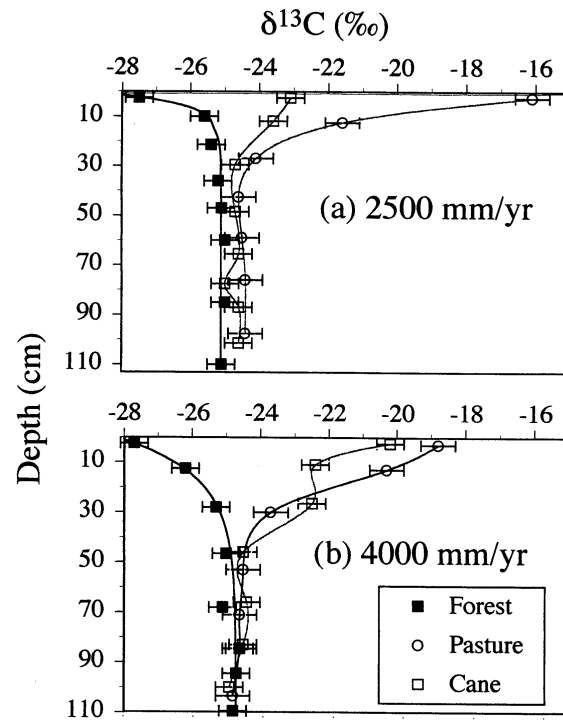 δ¹³C (‰)
-28 -26 -24 -22 -20 -18 -16
10
30
50
70
90
110
(a) 2500 mm/yr
Depth (cm)
-28 -26 -24 -22 -20 -18 -16
10
30
50
70
90
110
(b) 4000 mm/yr
Forest
Pasture
Cane